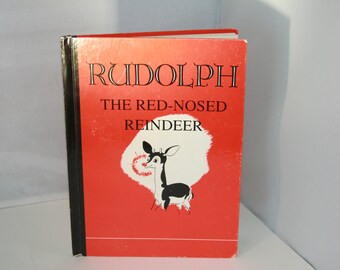 RUDOLPH
THE RED-NOSED
REINDEER